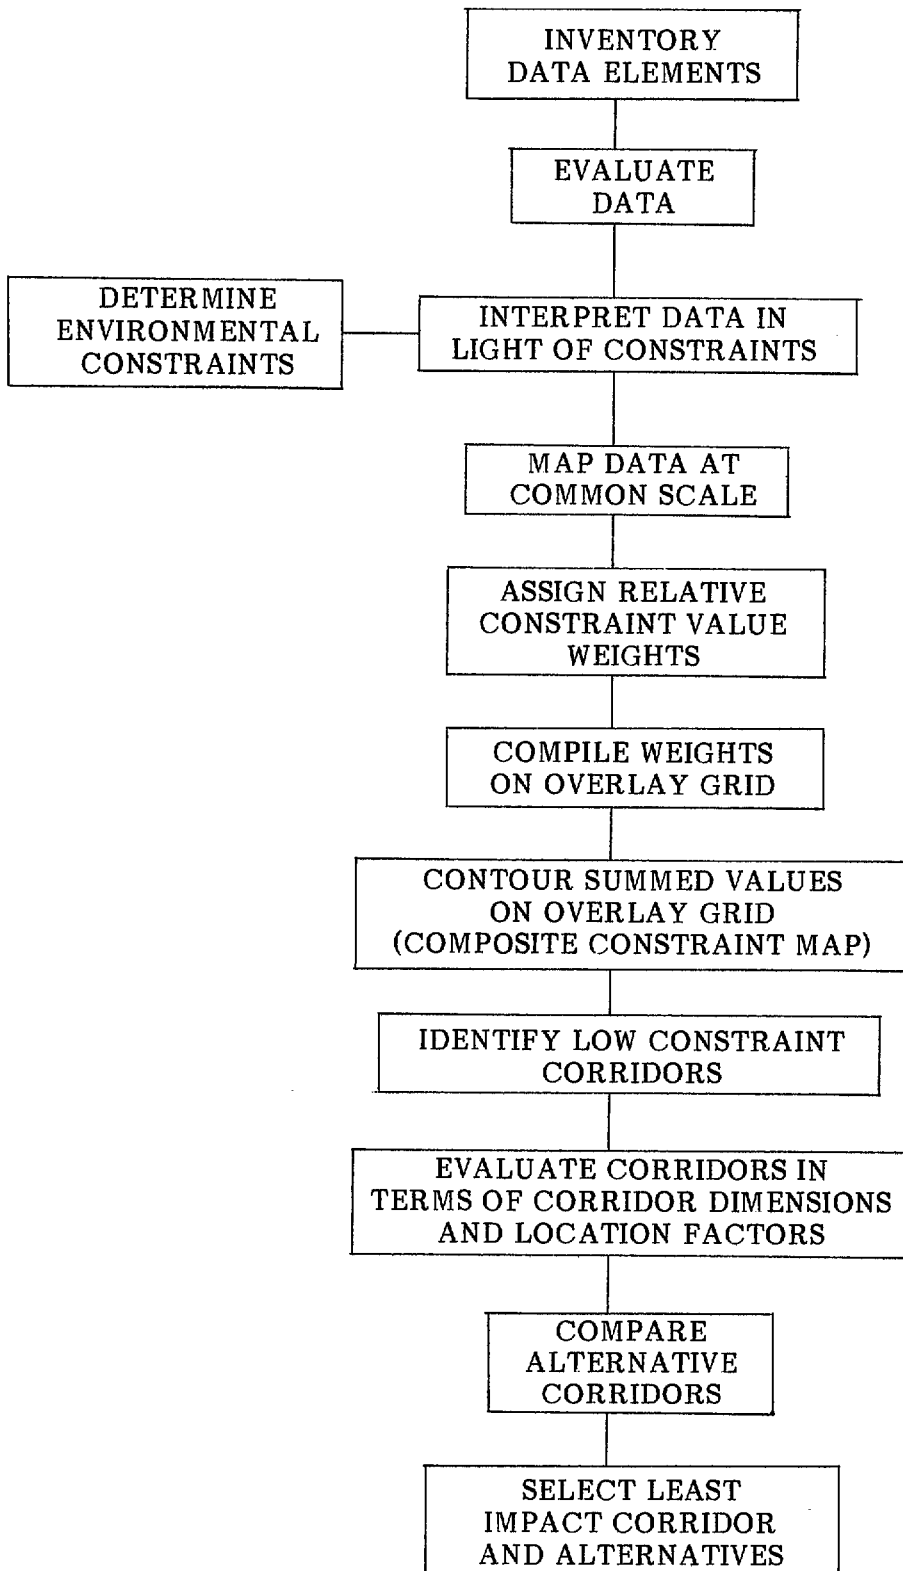 INVENTORY
DATA ELEMENTS
EVALUATE
DATA
DETERMINE
ENVIRONMENTAL
CONSTRAINTS
INTERPRET DATA IN
LIGHT OF CONSTRAINTS
MAP DATA AT
COMMON SCALE
ASSIGN RELATIVE
CONSTRAINT VALUE
WEIGHTS
COMPILE WEIGHTS
ON OVERLAY GRID
CONTOUR SUMMED VALUES
ON OVERLAY GRID
(COMPOSITE CONSTRAINT MAP)
IDENTIFY LOW CONSTRAINT
CORRIDORS
EVALUATE CORRIDORS IN
TERMS OF CORRIDOR DIMENSIONS
AND LOCATION FACTORS
COMPARE
ALTERNATIVE
CORRIDORS
SELECT LEAST
IMPACT CORRIDOR
AND ALTERNATIVES